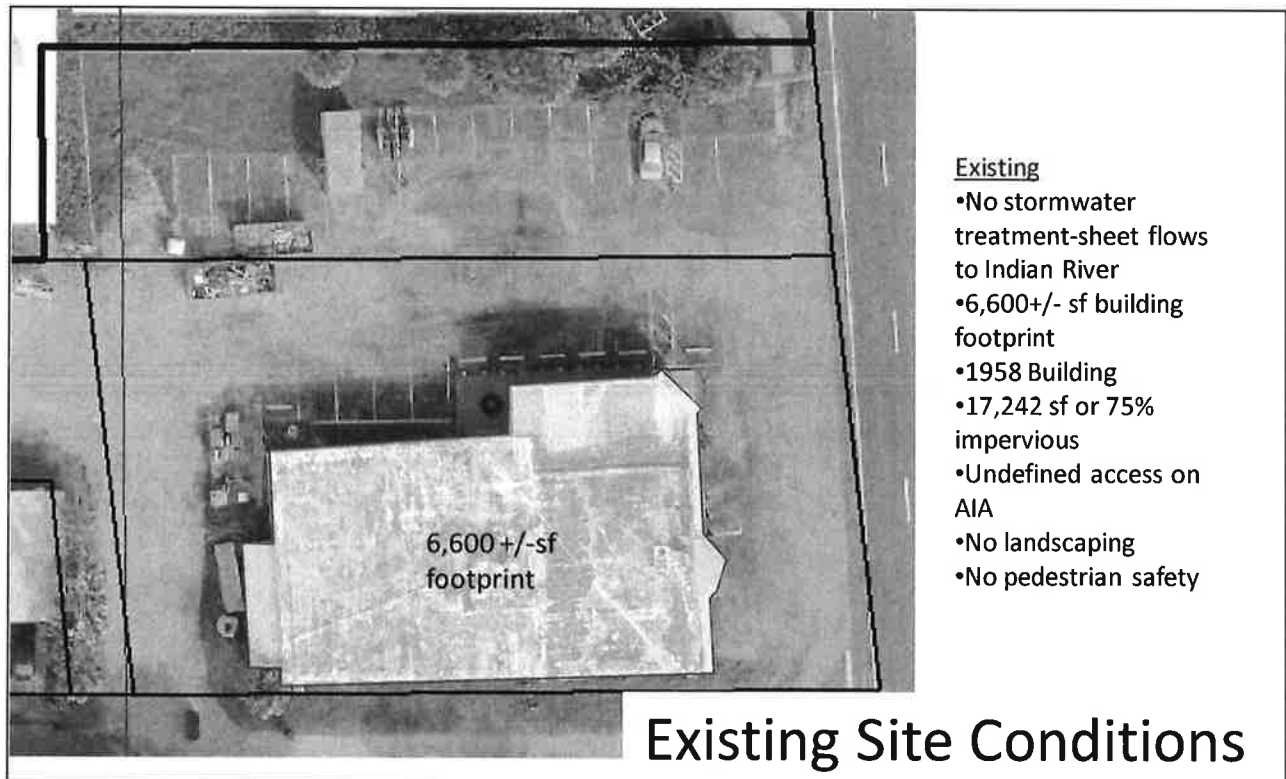 Existing
•No stormwater
treatment-sheet flows
to Indian River
•6,600+/- sf building
footprint
•1958 Building
•17,242 sf or 75%
impervious
•Undefined access on
AIA
•No landscaping
•No pedestrian safety
6,600 +/-sf
footprint
Existing Site Conditions